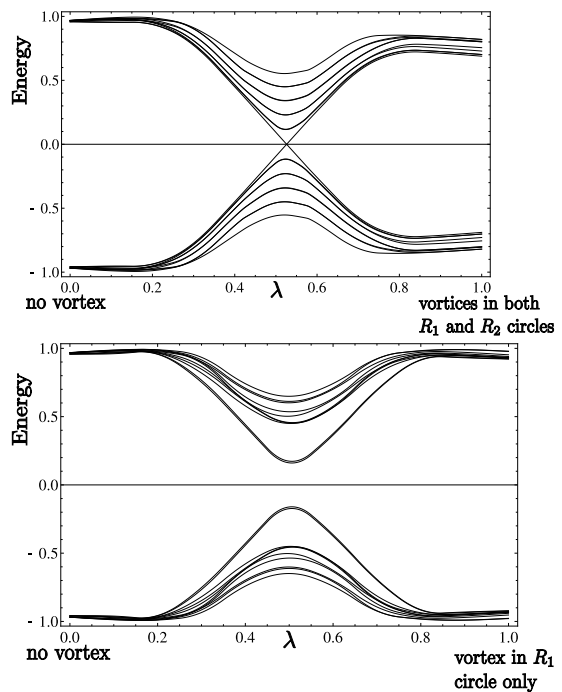 Energy
1.0
0.5
0.0
- 0.5
- 1.0
0.0 0.2 0.4 0.6 0.8 1.0
λ
no vortex
vortices in both
R₁ and R₂ circles
Energy
1.0
0.5
0.0
- 0.5
- 1.0
0.0 0.2 0.4 0.6 0.8 1.0
λ
no vortex
vortex in R₁
circle only